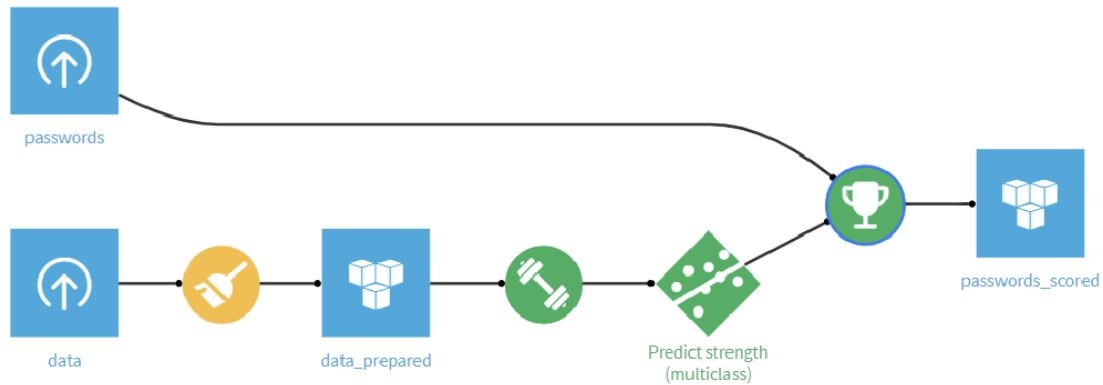 passwords
passwords_scored
data
data_prepared
Predict strength
(multiclass)